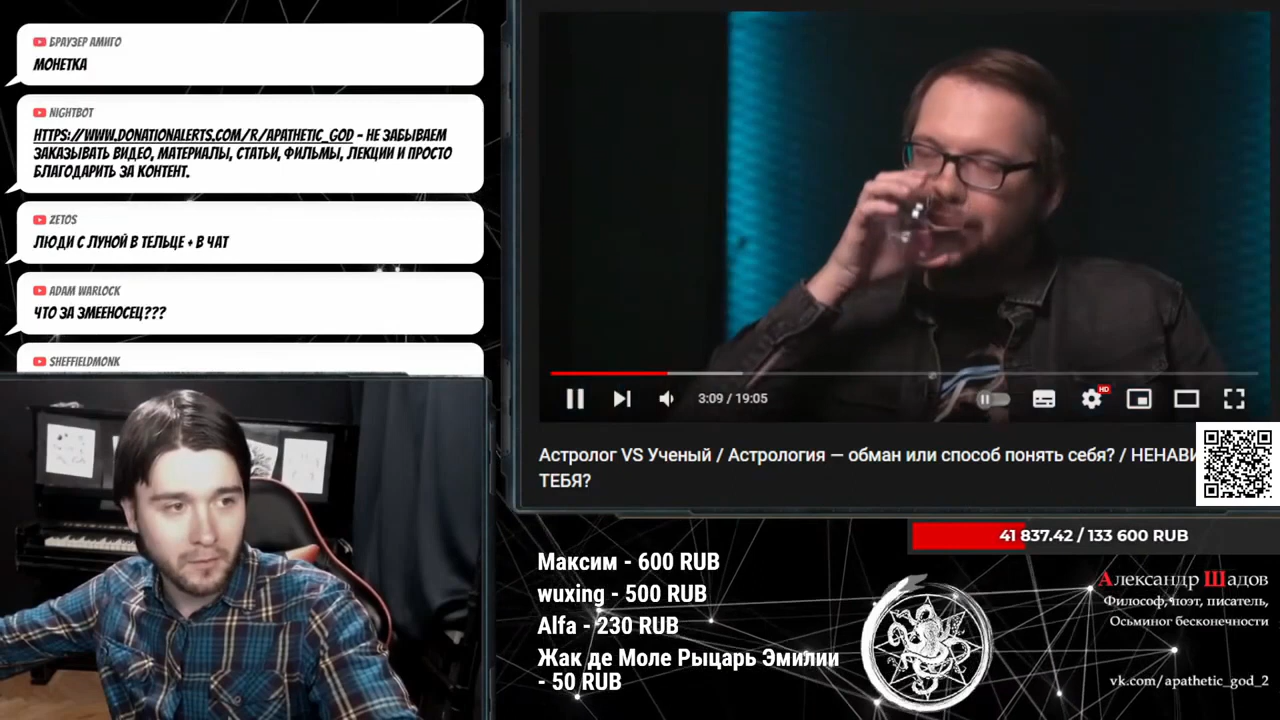 БРАУЗЕР АМИГО
МОНЕТКА
NIGHTBOT
HTTPS://WWW.DONATIONALERTS.COM/R/APATHETIC_GOD - НЕ ЗАБЫВАЕМ
ЗАКАЗЫВАТЬ ВИДЕО, МАТЕРИАЛЫ, СТАТЬИ, ФИЛЬМЫ, ЛЕКЦИИ И ПРОСТО
БЛАГОДАРИТЬ ЗА КОНТЕНТ.
ZETOS
ЛЮДИ С ЛУНОЙ В ТЕЛЬЦЕ + В ЧАТ
ADAM WARLOCK
ЧТО ЗА ЗМЕЕНОСЕЦ???
SHEFFIELDMONK
3:09 / 19:05
HD
Астролог VS Ученый / Астрология — обман или способ понять себя? / НЕНАВИ
ТЕБЯ?
41 837.42 / 133 600 RUB
Максим - 600 RUB
wuxing - 500 RUB
Alfa - 230 RUB
Жак де Моле Рыцарь Эмилии
- 50 RUB
Александр Шадов
Философ, поэт, писатель,
Осьминог бесконечности
vk.com/apathetic_god_2